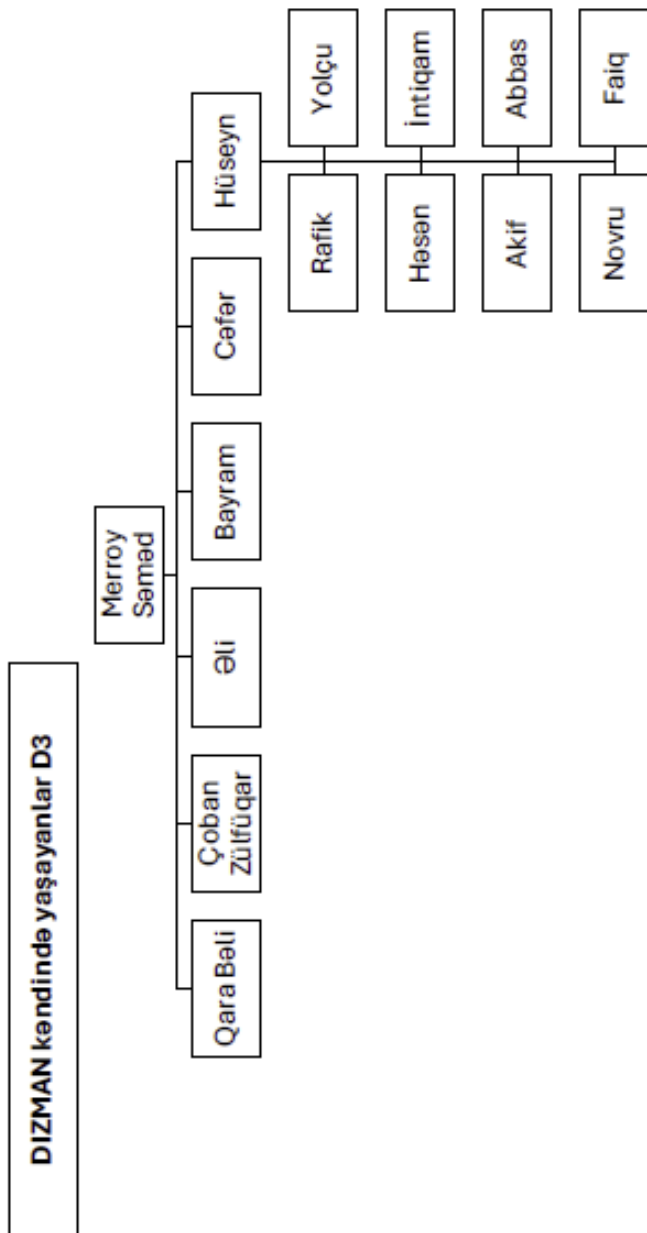 DIZMAN kəndində yaşayanlar D3
Merroy
Səməd
Qara Bəli
Çoban
Zülfüqar
Əli
Bayram
Cəfər
Hüseyn
Rafik
Yolçu
Həsən
İntiqam
Akif
Abbas
Novru
Faiq